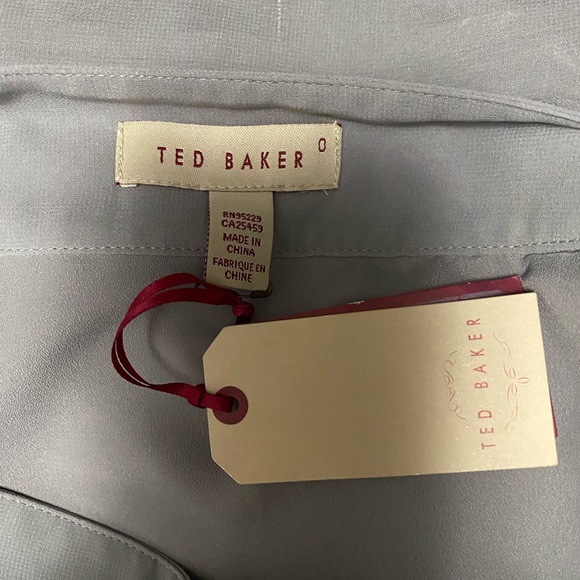 TED BAKER 0
RN95229
CA25459
MADE IN
CHINA
FABRIQUE EN
CHINE
TED BAKER